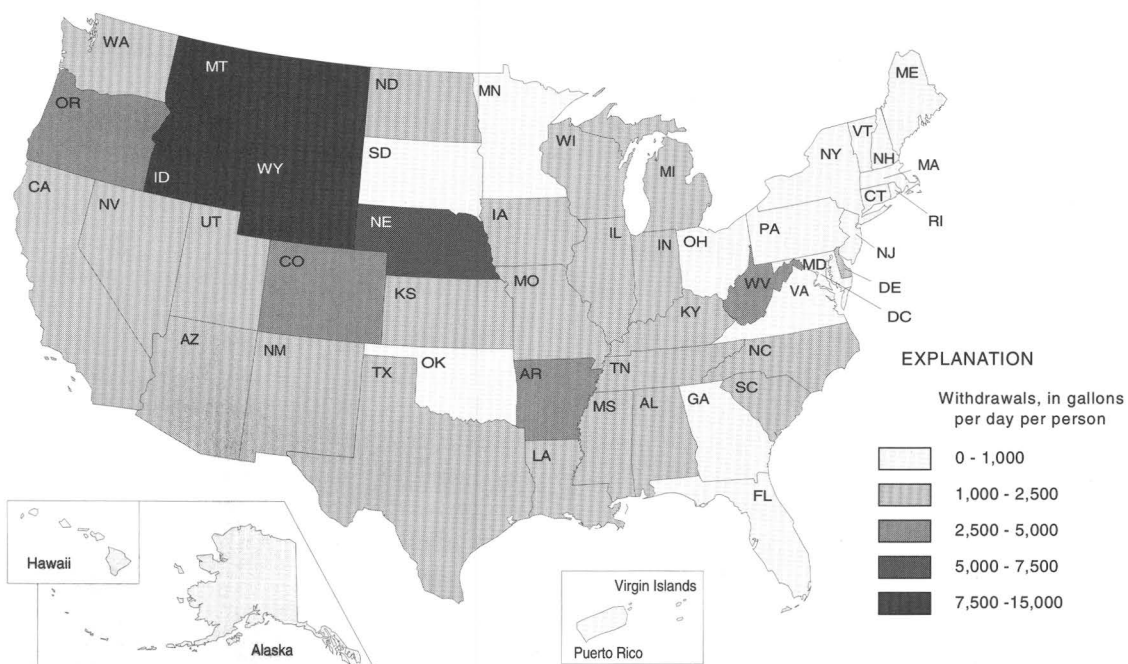 WA
MT
ND
MN
ME
OR
VT
WI
SD
NY
NH
MA
ID
WY
MI
CA
NV
CT
RI
NE
IA
UT
PA
IL
IN
OH
NJ
CO
MO
MD
WV
DE
KS
VA
KY
DC
AZ
NM
NC
OK
TN
TX
AR
SC
MS
AL
GA
LA
FL
EXPLANATION
Withdrawals, in gallons
per day per person
0 - 1,000
1,000 - 2,500
2,500 - 5,000
5,000 - 7,500
7,500 -15,000
Hawaii
Alaska
Virgin Islands
Puerto Rico